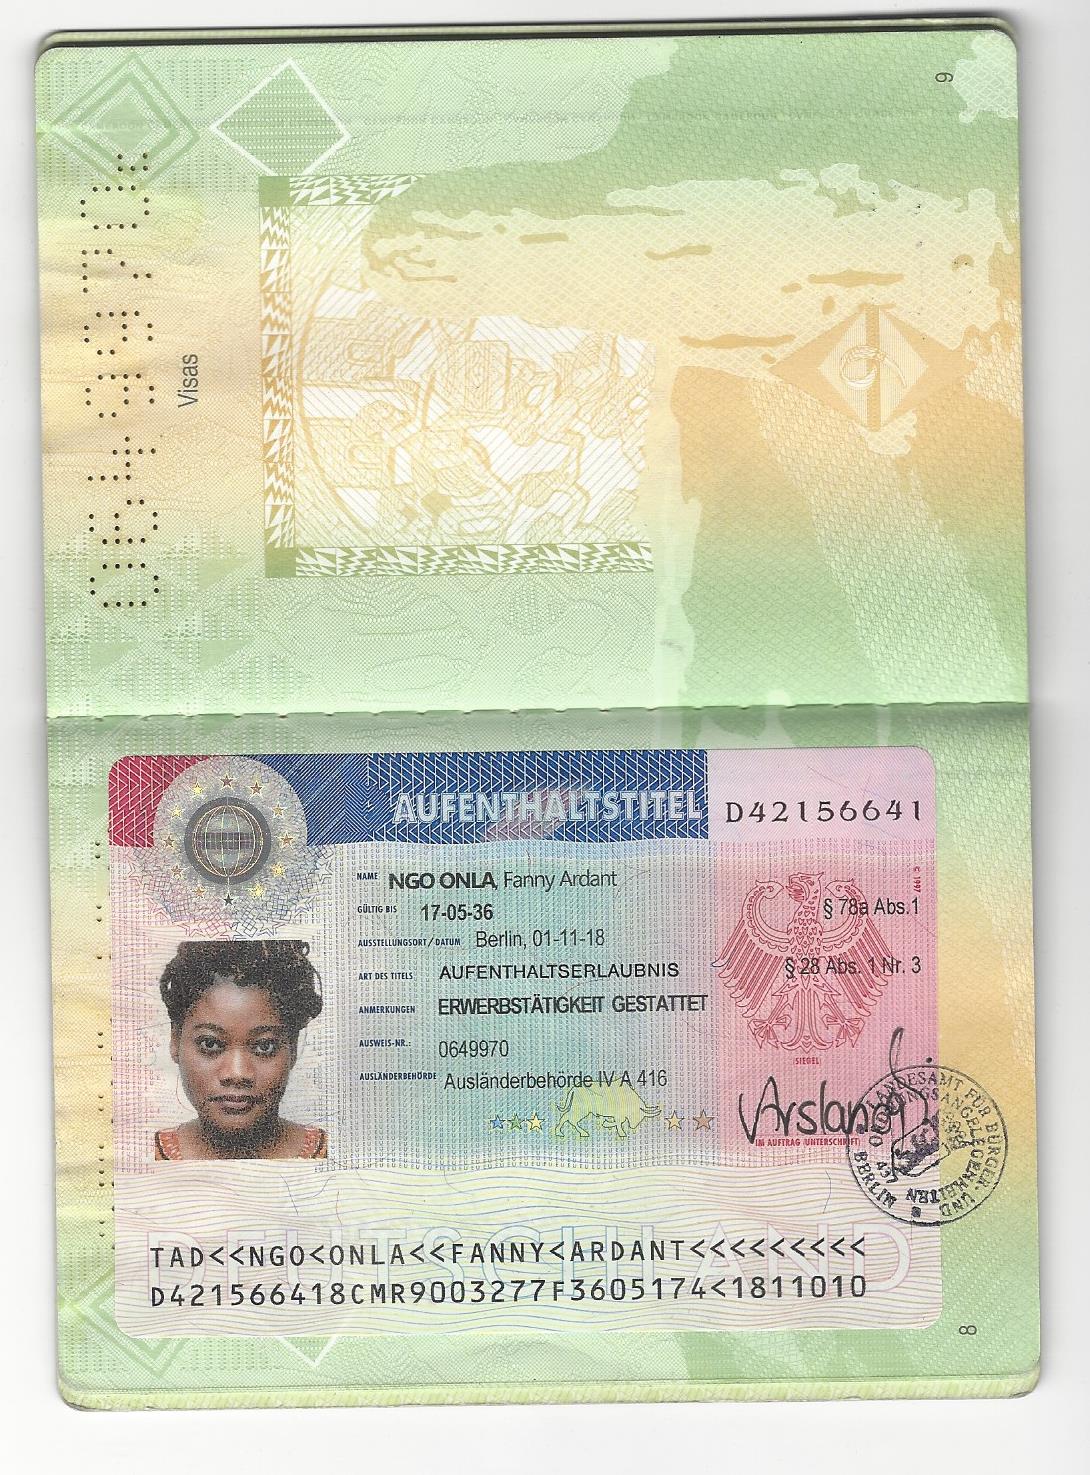 9
0649970
Visas
AUFENTHALTSTITEL
D42156641
NAME NGO ONLA, Fanny Ardant
GÜLTIG BIS 17-05-36
AUSSTELLUNGSORT/DATUM Berlin, 01-11-18
ART DES TITELS AUFENTHALTSERLAUBNIS
ANMERKUNGEN ERWERBSTÄTIGKEIT GESTATTET
AUSWEIS-NR.: 0649970
AUSLÄNDERBEHÖRDE Ausländerbehörde IV A 416
© 1997
§ 78a Abs.1
§ 28 Abs. 1 Nr. 3
SIEGEL
Arslan
IM AUFTRAG (UNTERSCHRIFT)
LANDESAMT FÜR BÜRGER- UND
ORDNUNGSANGELEGENHEITEN
BERLIN
437
DEUTSCHLAND
TAD<<NGO<ONLA<<FANNY<ARDANT<<<<<<<<<
D421566418CMR9003277F3605174<1811010
8